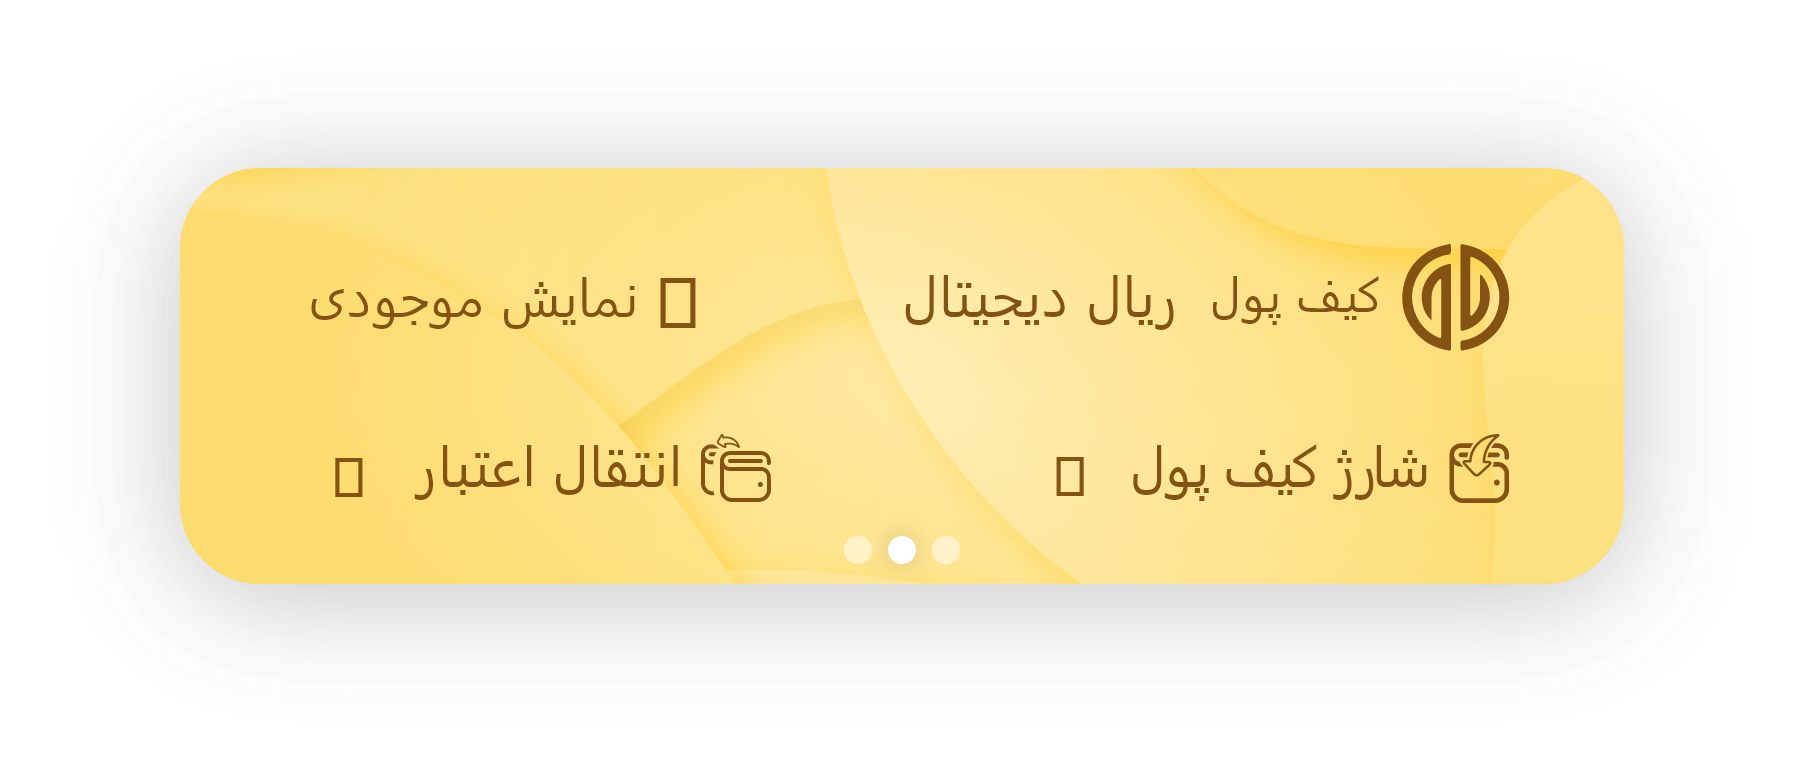 کیف پول ریال دیجیتال
نمایش موجودی
شارژ کیف پول
انتقال اعتبار